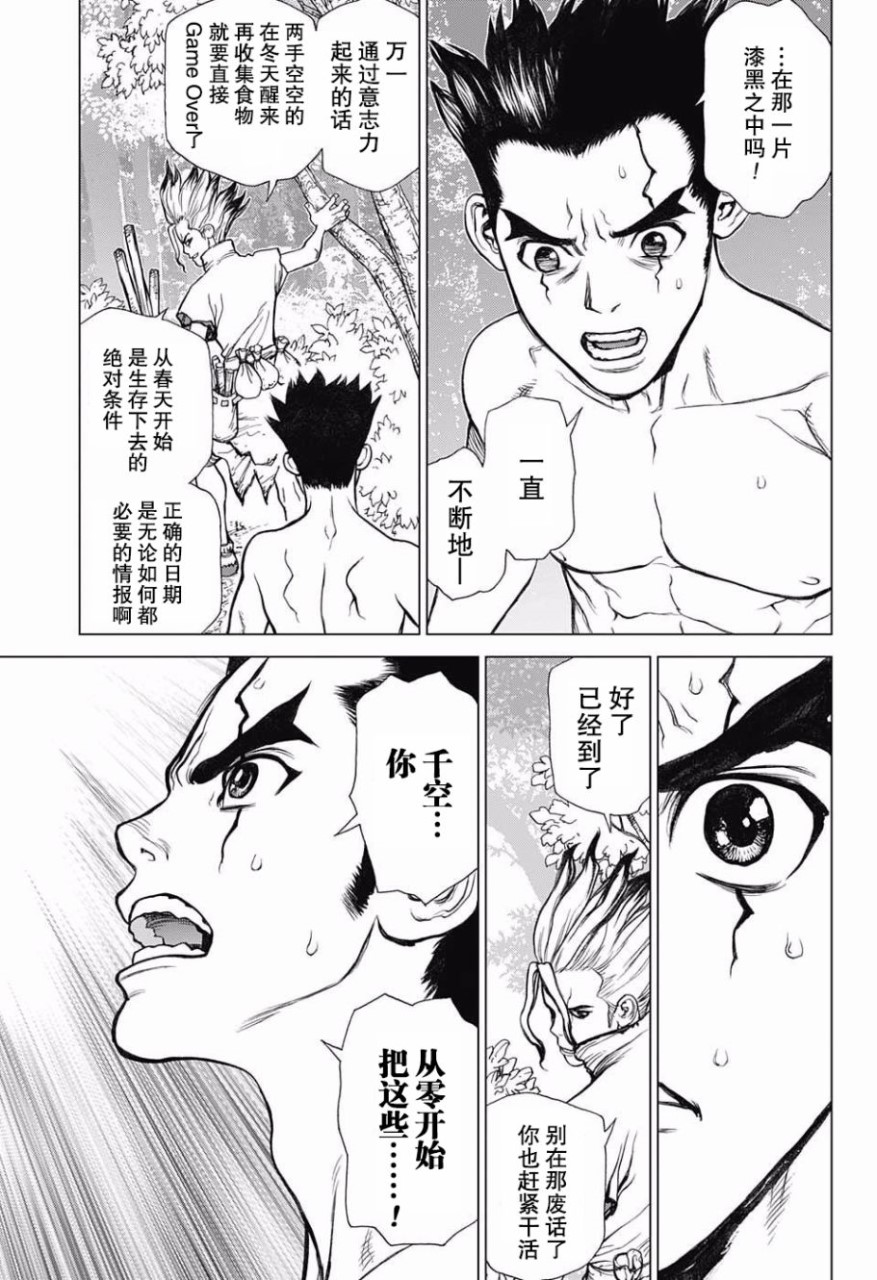 …在那一片
漆黑之中吗！
一直
不断地—
万一
通过意志力
起来的话
两手空空的
在冬天醒来
再收集食物
就要直接
Game Over了
从春天开始
是生存下去的
绝对条件
正确的日期
是无论如何都
必要的情报啊
好了
已经到了
别在那废话了
你也赶紧干活
千空…
你
从零开始
把这些……！